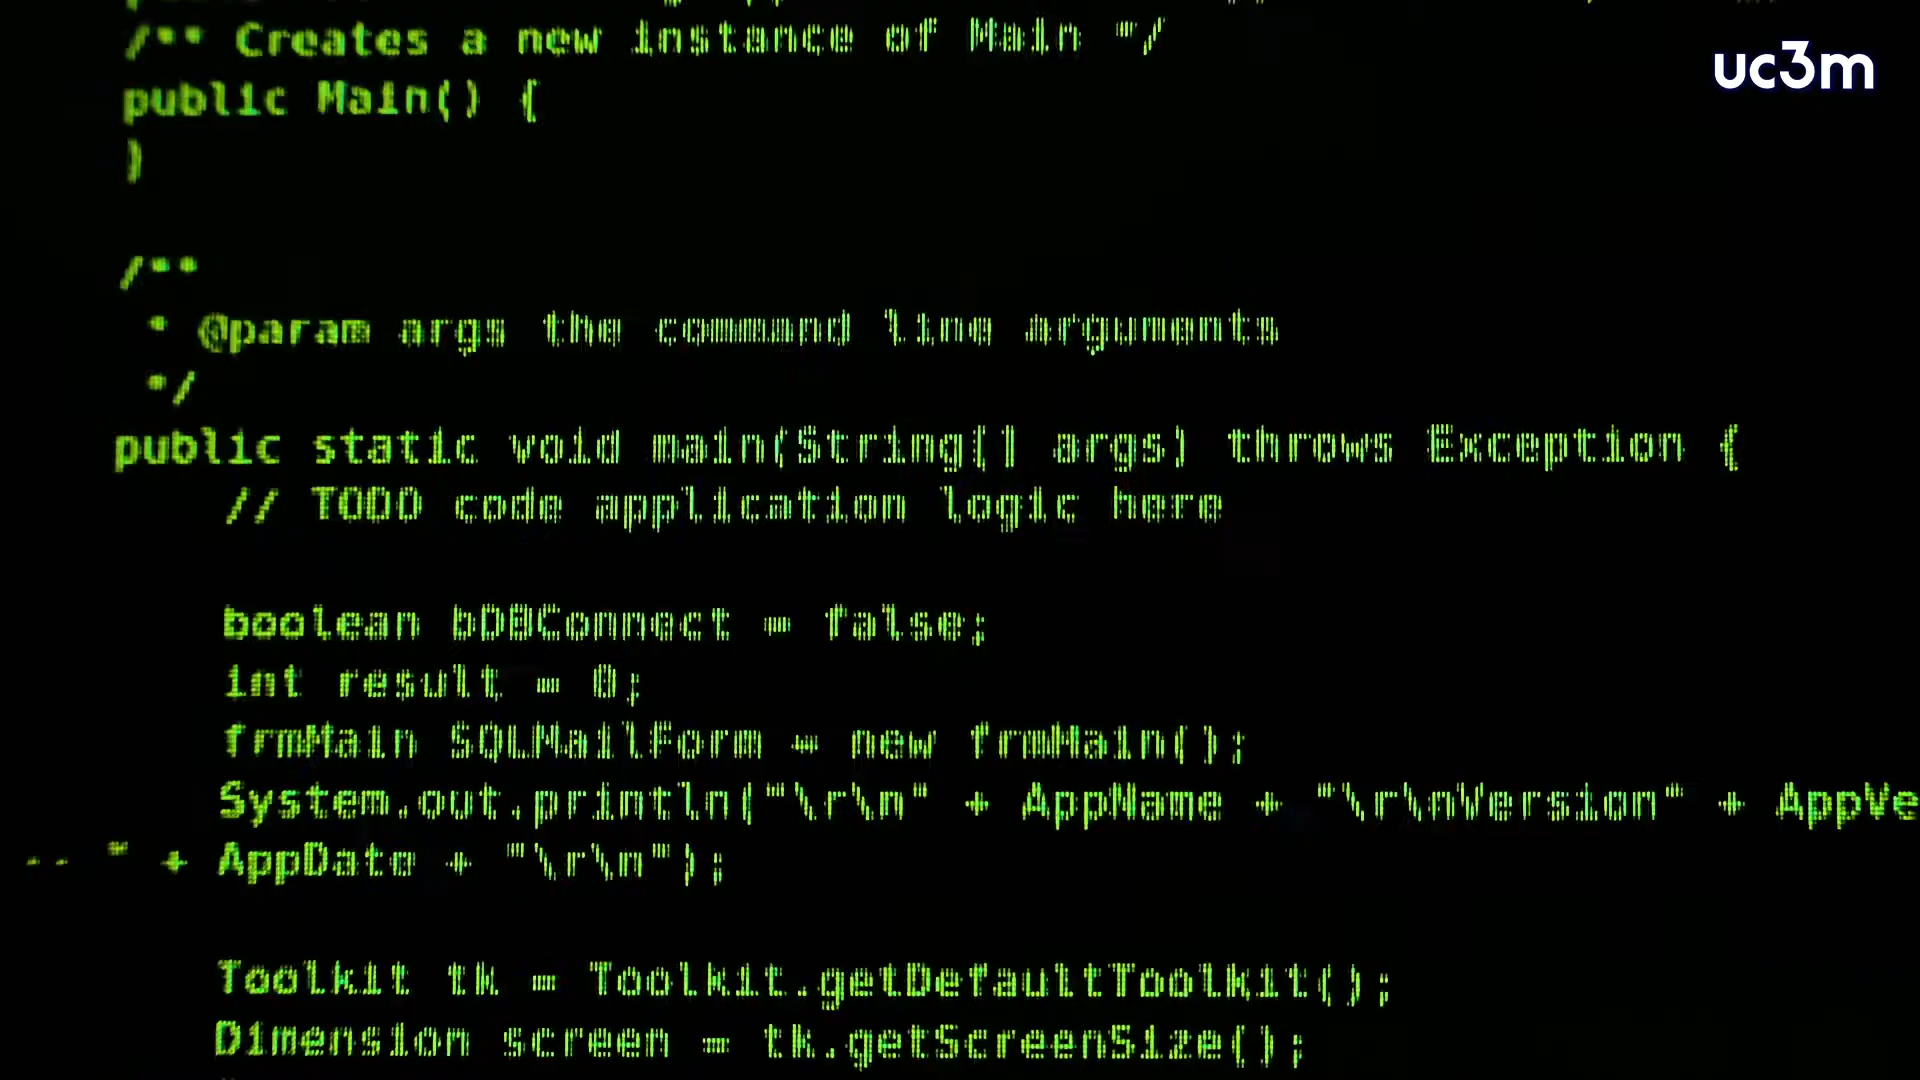 /** Creates a new instance of Main */
uc3m
public Main() {
}
/**
* @param args the command line arguments
*/
public static void main(String[] args) throws Exception {
// TODO code application logic here
boolean bDBConnect = false;
int result = 0;
frmMain SQLMailForm = new frmMain();
System.out.println("\r\n" + AppName + "\r\nVersion" + AppVe
-- " + AppDate + "\r\n");
Toolkit tk = Toolkit.getDefaultToolkit();
Dimension screen = tk.getScreenSize();